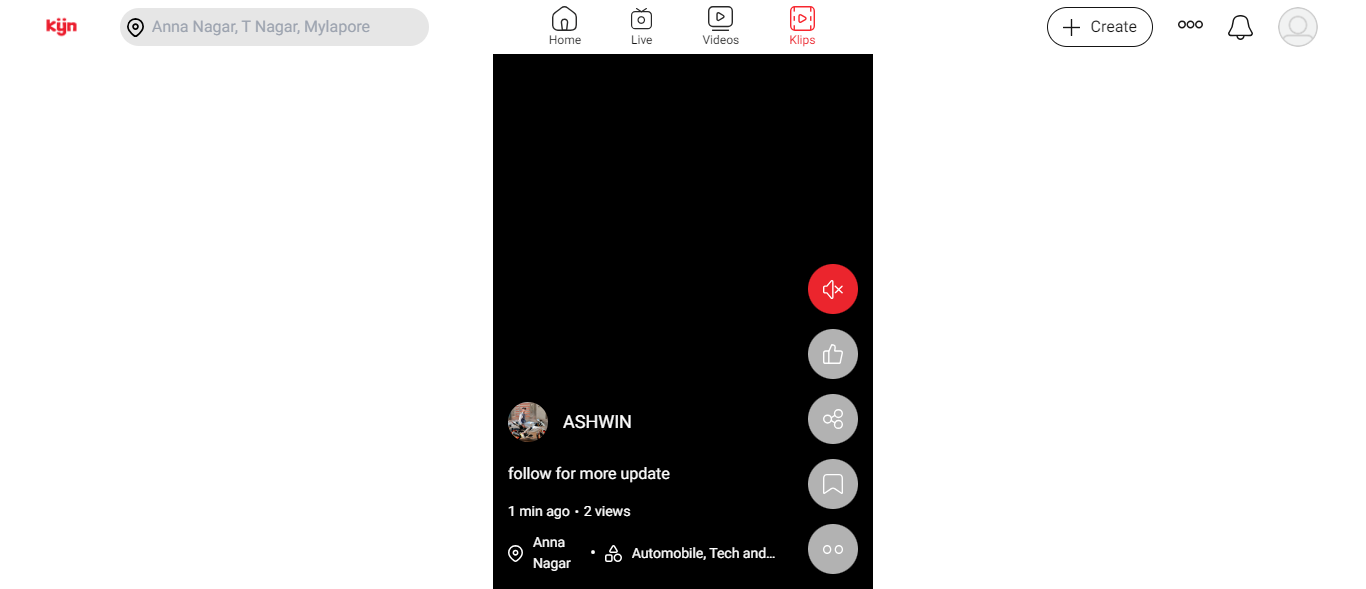 kijn
Anna Nagar, T Nagar, Mylapore
Home
Live
Videos
Klips
Create
ASHWIN
follow for more update
1 min ago • 2 views
Anna
Nagar
• Automobile, Tech and...